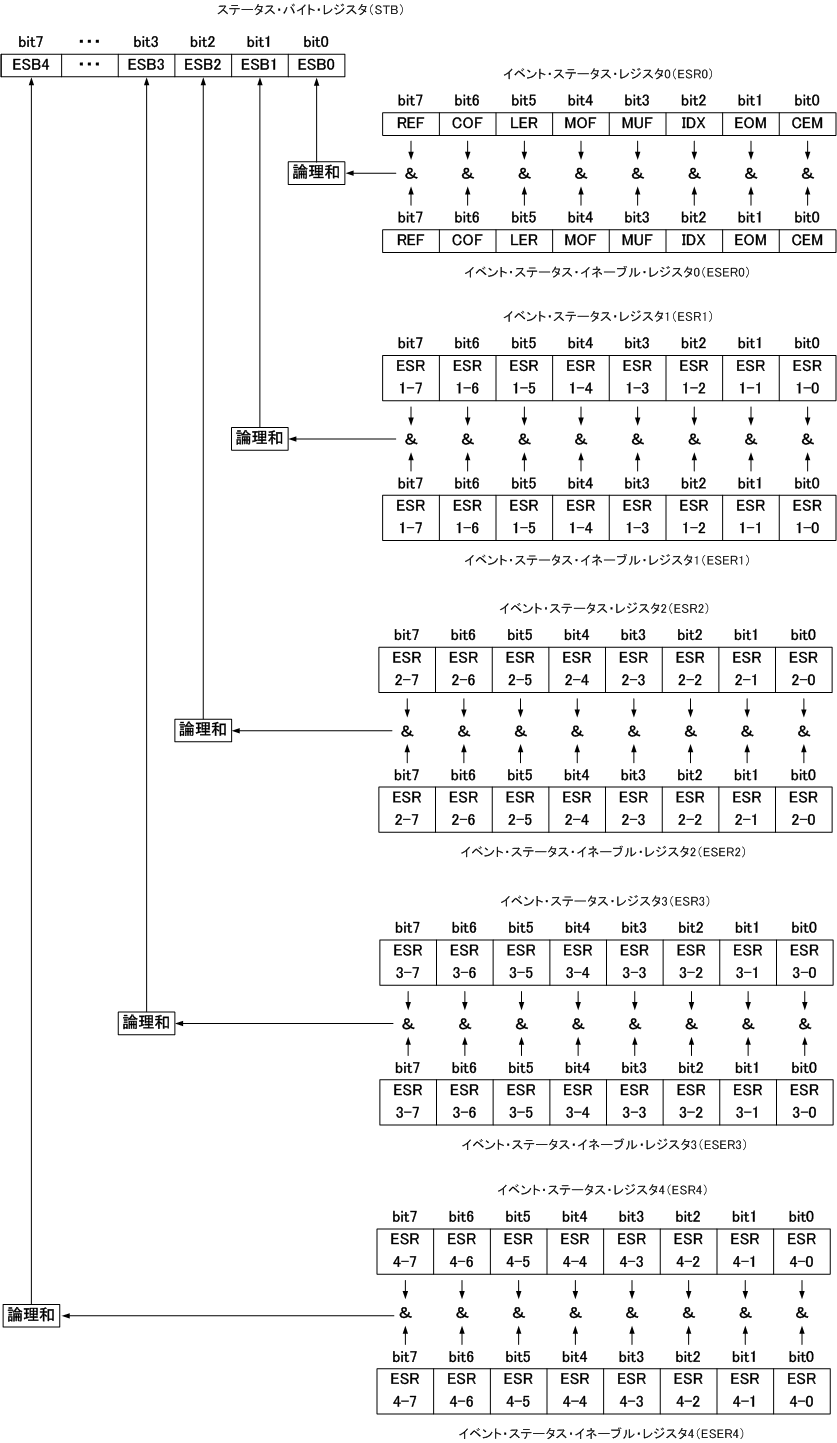 ステータス・バイト・レジスタ(STB)
bit7 ・・・ bit3 bit2 bit1 bit0
ESB4 ・・・ ESB3 ESB2 ESB1 ESB0
イベント・ステータス・レジスタ0(ESR0)
bit7 bit6 bit5 bit4 bit3 bit2 bit1 bit0
REF COF LER MOF MUF IDX EOM CEM
論理和 & & & & & & & &
bit7 bit6 bit5 bit4 bit3 bit2 bit1 bit0
REF COF LER MOF MUF IDX EOM CEM
イベント・ステータス・イネーブル・レジスタ0(ESER0)
イベント・ステータス・レジスタ1(ESR1)
bit7 bit6 bit5 bit4 bit3 bit2 bit1 bit0
ESR ESR ESR ESR ESR ESR ESR ESR
1-7 1-6 1-5 1-4 1-3 1-2 1-1 1-0
論理和 & & & & & & & &
bit7 bit6 bit5 bit4 bit3 bit2 bit1 bit0
ESR ESR ESR ESR ESR ESR ESR ESR
1-7 1-6 1-5 1-4 1-3 1-2 1-1 1-0
イベント・ステータス・イネーブル・レジスタ1(ESER1)
イベント・ステータス・レジスタ2(ESR2)
bit7 bit6 bit5 bit4 bit3 bit2 bit1 bit0
ESR ESR ESR ESR ESR ESR ESR ESR
2-7 2-6 2-5 2-4 2-3 2-2 2-1 2-0
論理和 & & & & & & & &
bit7 bit6 bit5 bit4 bit3 bit2 bit1 bit0
ESR ESR ESR ESR ESR ESR ESR ESR
2-7 2-6 2-5 2-4 2-3 2-2 2-1 2-0
イベント・ステータス・イネーブル・レジスタ2(ESER2)
イベント・ステータス・レジスタ3(ESR3)
bit7 bit6 bit5 bit4 bit3 bit2 bit1 bit0
ESR ESR ESR ESR ESR ESR ESR ESR
3-7 3-6 3-5 3-4 3-3 3-2 3-1 3-0
論理和 & & & & & & & &
bit7 bit6 bit5 bit4 bit3 bit2 bit1 bit0
ESR ESR ESR ESR ESR ESR ESR ESR
3-7 3-6 3-5 3-4 3-3 3-2 3-1 3-0
イベント・ステータス・イネーブル・レジスタ3(ESER3)
イベント・ステータス・レジスタ4(ESR4)
bit7 bit6 bit5 bit4 bit3 bit2 bit1 bit0
ESR ESR ESR ESR ESR ESR ESR ESR
4-7 4-6 4-5 4-4 4-3 4-2 4-1 4-0
論理和 & & & & & & & &
bit7 bit6 bit5 bit4 bit3 bit2 bit1 bit0
ESR ESR ESR ESR ESR ESR ESR ESR
4-7 4-6 4-5 4-4 4-3 4-2 4-1 4-0
イベント・ステータス・イネーブル・レジスタ4(ESER4)